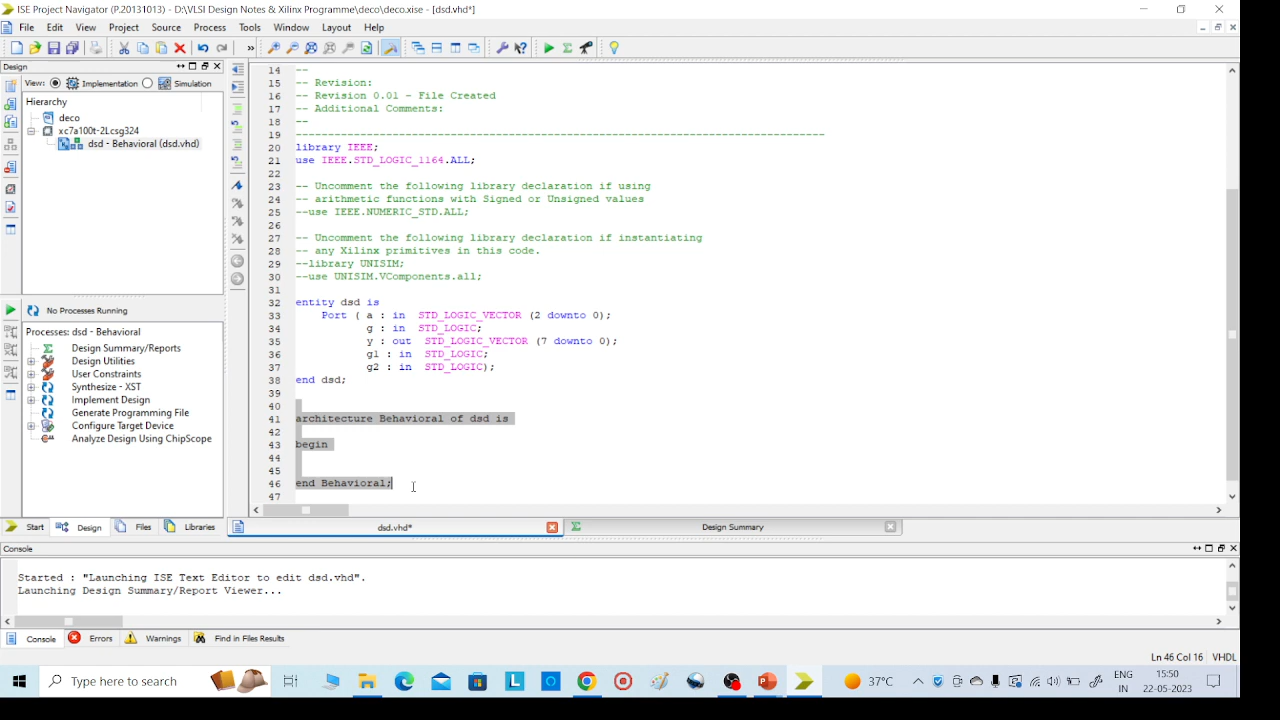 ISE Project Navigator (P.20131013) - D:\VLSI Design Notes & Xilinx Programme\deco\deco.xise - [dsd.vhd*]
File Edit View Project Source Process Tools Window Layout Help
Design
View: Implementation Simulation
Hierarchy
deco
xc7a100t-2Lcsg324
dsd - Behavioral (dsd.vhd)
No Processes Running
Processes: dsd - Behavioral
Design Summary/Reports
Design Utilities
User Constraints
Synthesize - XST
Implement Design
Generate Programming File
Configure Target Device
Analyze Design Using ChipScope
Start Design Files Libraries
14 --
15 -- Revision:
16 -- Revision 0.01 - File Created
17 -- Additional Comments:
18 --
19 ----------------------------------------------------------------------------------
20 library IEEE;
21 use IEEE.STD_LOGIC_1164.ALL;
22
23 -- Uncomment the following library declaration if using
24 -- arithmetic functions with Signed or Unsigned values
25 --use IEEE.NUMERIC_STD.ALL;
26
27 -- Uncomment the following library declaration if instantiating
28 -- any Xilinx primitives in this code.
29 --library UNISIM;
30 --use UNISIM.VComponents.all;
31
32 entity dsd is
33 Port ( a : in STD_LOGIC_VECTOR (2 downto 0);
34 g : in STD_LOGIC;
35 y : out STD_LOGIC_VECTOR (7 downto 0);
36 g1 : in STD_LOGIC;
37 g2 : in STD_LOGIC);
38 end dsd;
39
40
41 architecture Behavioral of dsd is
42
43 begin
44
45
46 end Behavioral;
47
dsd.vhd* Design Summary
Console
Started : "Launching ISE Text Editor to edit dsd.vhd".
Launching Design Summary/Report Viewer...
Console Errors Warnings Find in Files Results
Ln 46 Col 16 VHDL
Type here to search
37°C
ENG
IN
15:50
22-05-2023